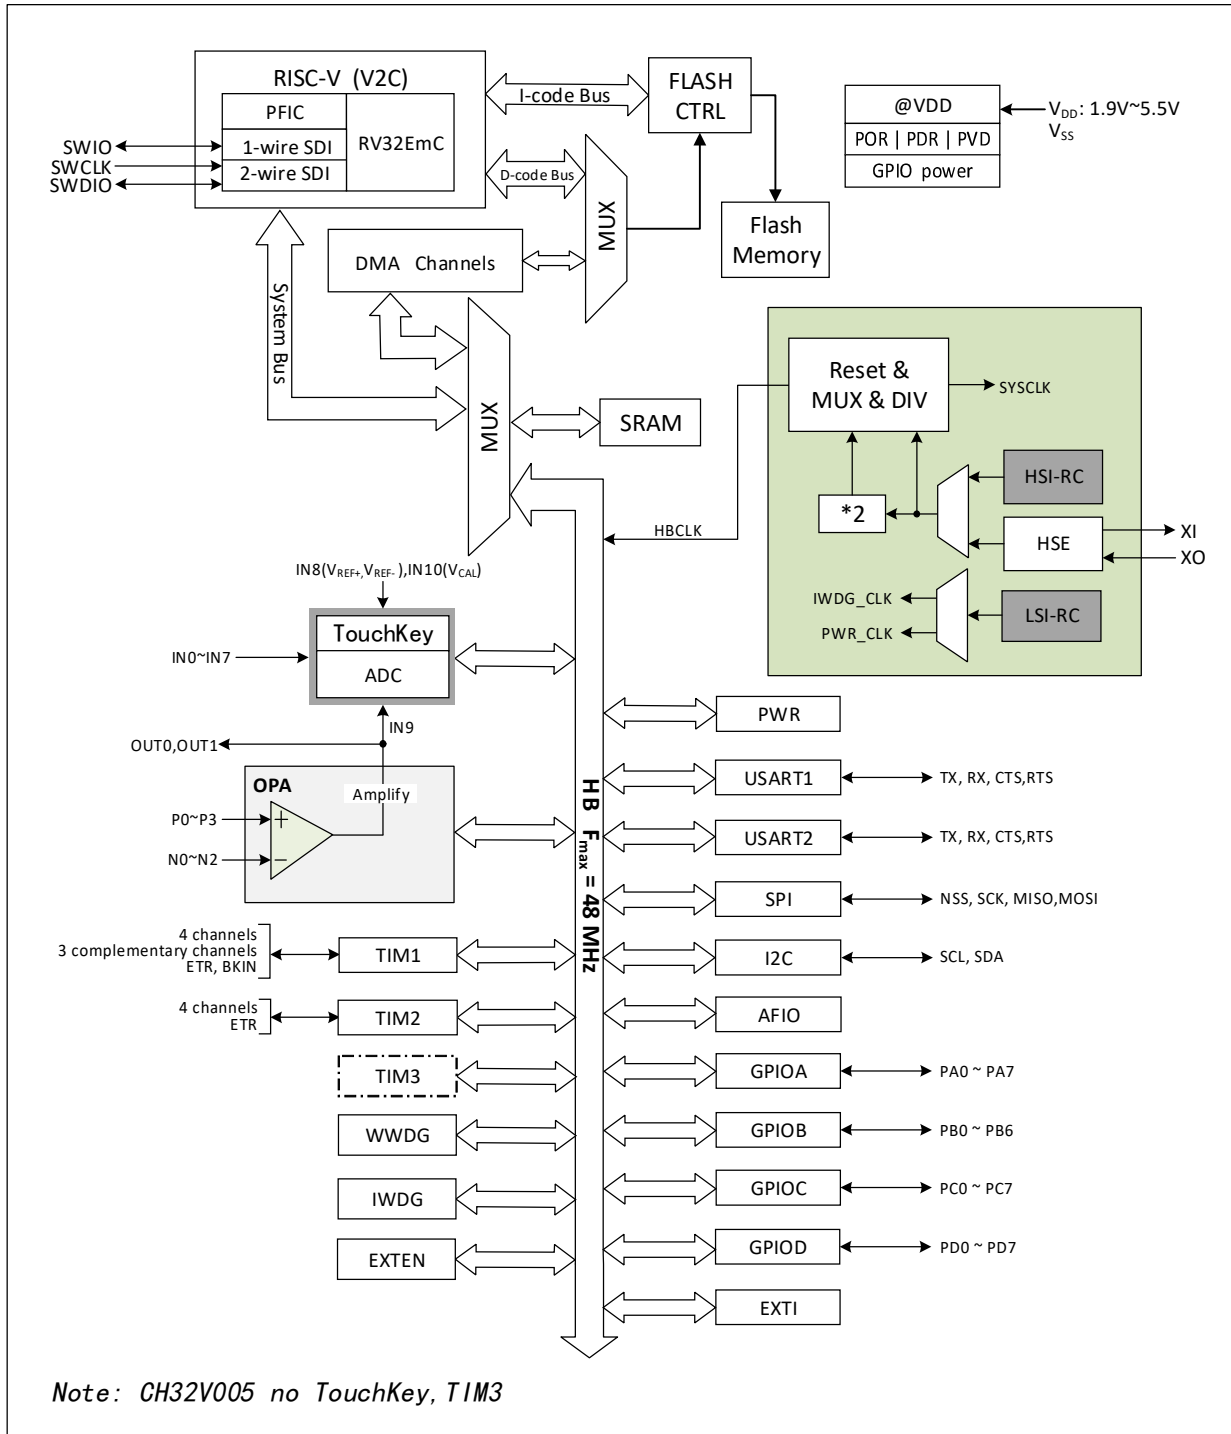 RISC-V (V2C)
PFIC
1-wire SDI
2-wire SDI
RV32EmC
SWIO
SWCLK
SWDIO
I-code Bus
D-code Bus
FLASH
CTRL
MUX
Flash
Memory
@VDD
POR | PDR | PVD
GPIO power
VDD: 1.9V~5.5V
VSS
DMA Channels
System Bus
MUX
SRAM
Reset &
MUX & DIV
SYSCLK
HSI-RC
*2
HBCLK
HSE
XI
XO
IWDG_CLK
PWR_CLK
LSI-RC
IN8(VREF+,VREF-),IN10(VCAL)
TouchKey
ADC
IN0~IN7
IN9
OUT0,OUT1
OPA
Amplify
P0~P3
+
N0~N2
−
HB Fmax = 48 MHz
4 channels
3 complementary channels
ETR, BKIN
TIM1
4 channels
ETR
TIM2
TIM3
WWDG
IWDG
EXTEN
PWR
USART1
TX, RX, CTS,RTS
USART2
TX, RX, CTS,RTS
SPI
NSS, SCK, MISO,MOSI
I2C
SCL, SDA
AFIO
GPIOA
PA0 ~ PA7
GPIOB
PB0 ~ PB6
GPIOC
PC0 ~ PC7
GPIOD
PD0 ~ PD7
EXTI
Note: CH32V005 no TouchKey, TIM3